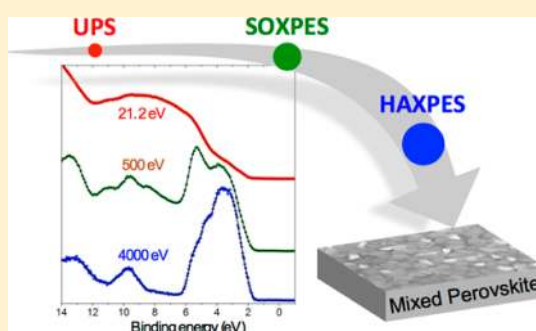 UPS
SOXPES
HAXPES
21.2 eV
500 eV
4000 eV
14 12 10 8 6 4 2 0
Binding energy (eV)
Mixed Perovskite